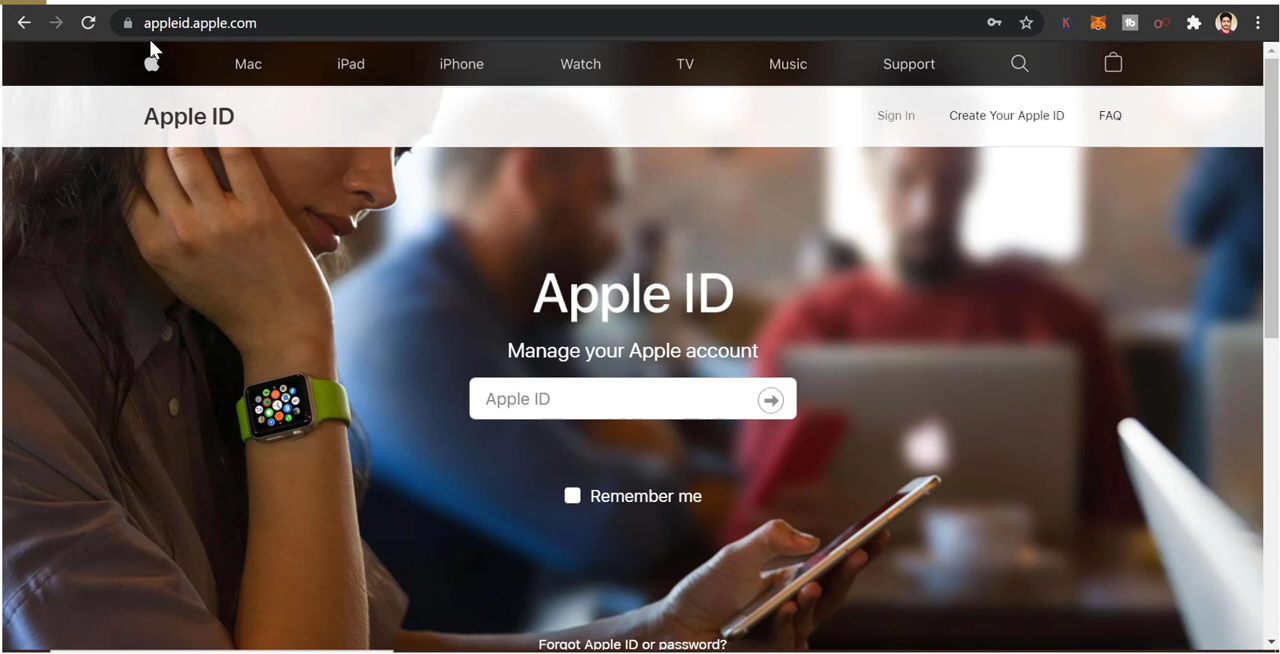 appleid.apple.com
Mac iPad iPhone Watch TV Music Support
Apple ID
Sign In Create Your Apple ID FAQ
Apple ID
Manage your Apple account
Apple ID
Remember me
Forgot Apple ID or password?